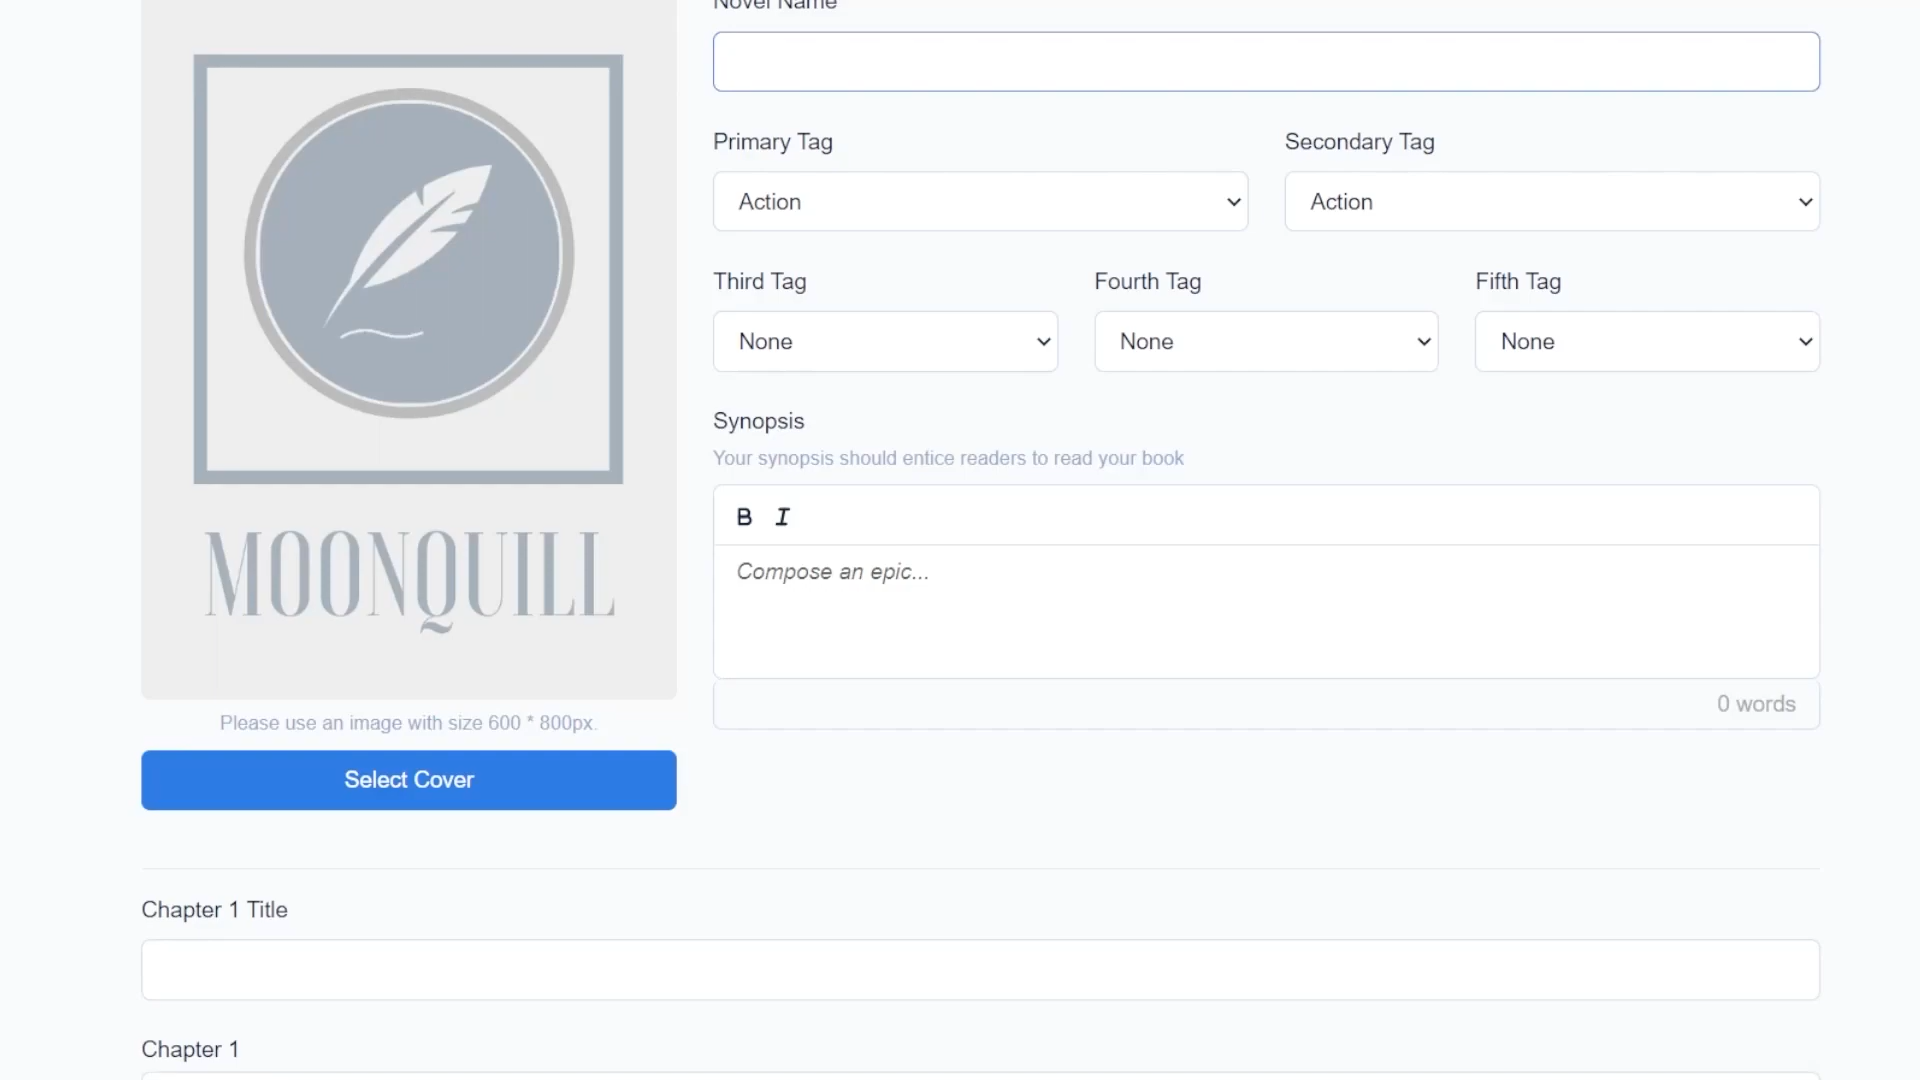 Novel Name
Primary Tag
Secondary Tag
Action
Action
Third Tag
Fourth Tag
Fifth Tag
None
None
None
Synopsis
Your synopsis should entice readers to read your book
B I
Compose an epic...
0 words
MOONQUILL
Please use an image with size 600 * 800px.
Select Cover
Chapter 1 Title
Chapter 1